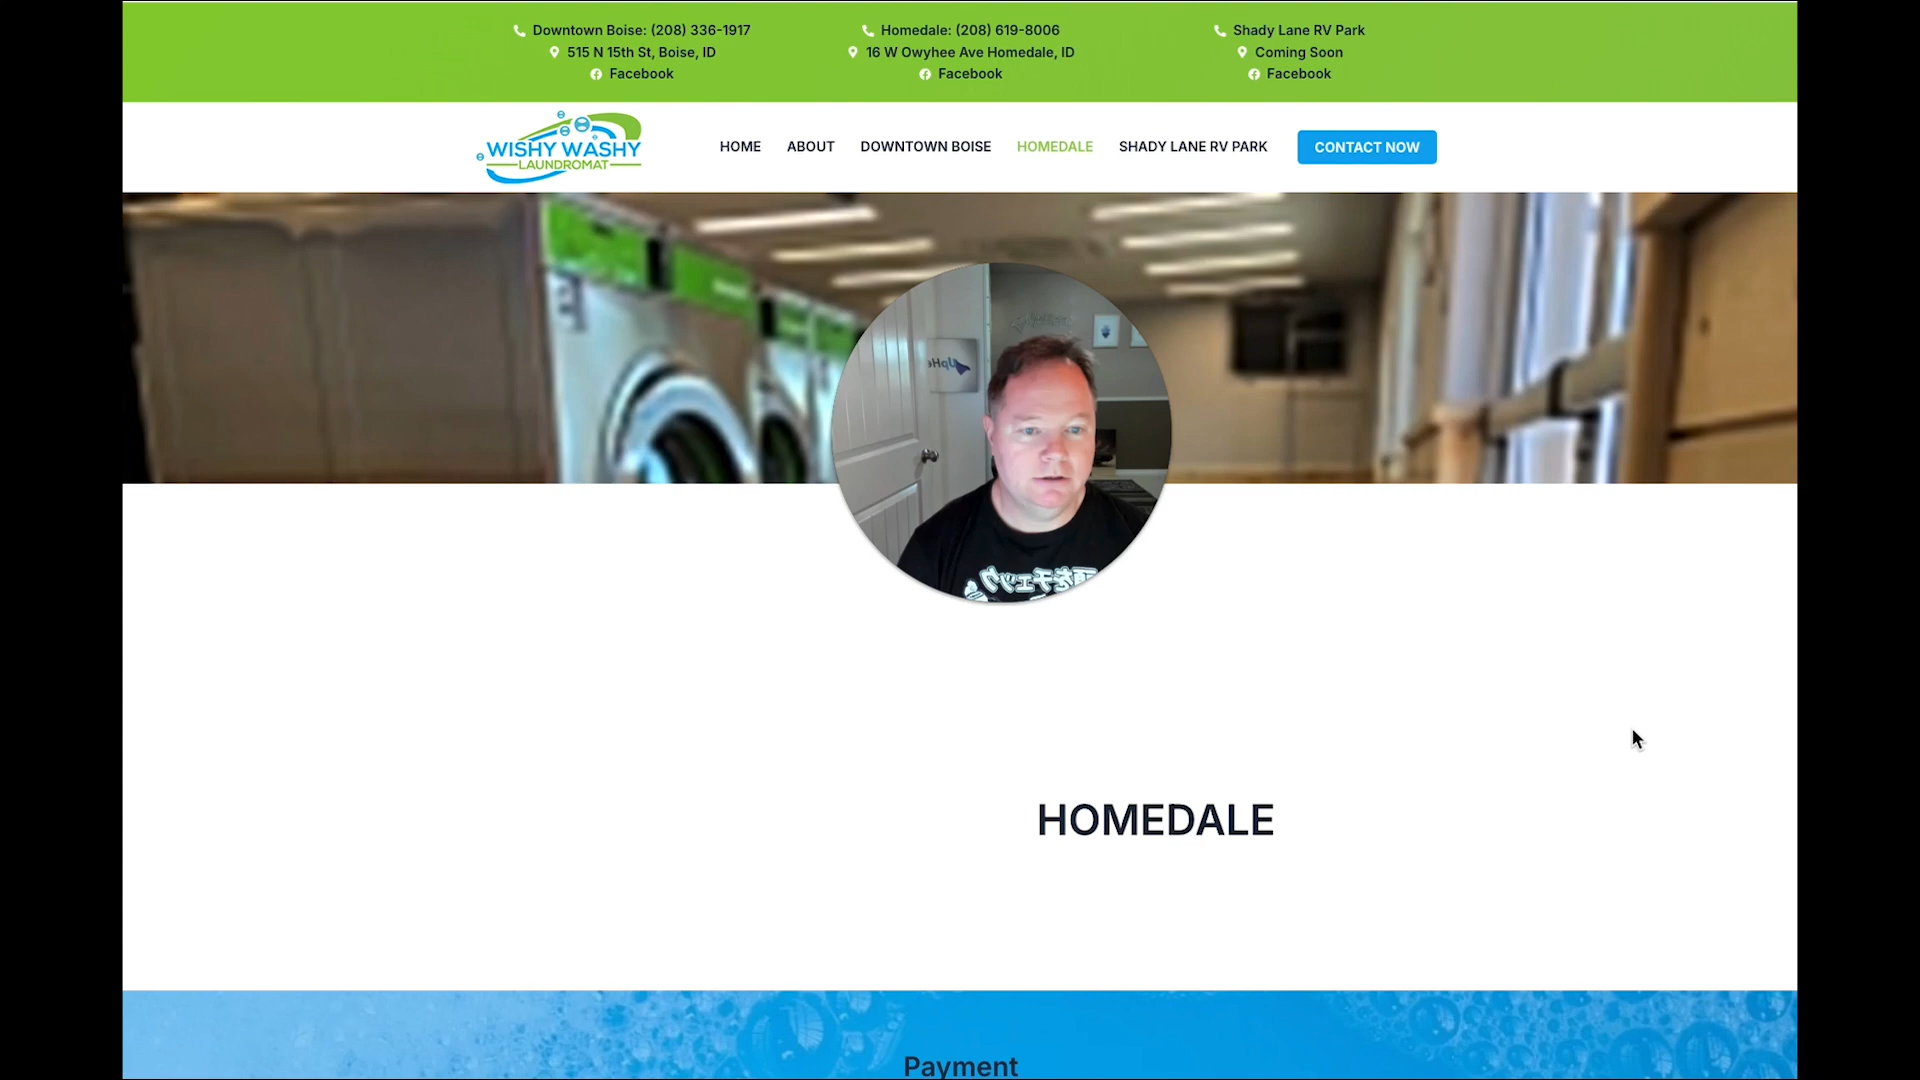 Downtown Boise: (208) 336-1917
515 N 15th St, Boise, ID
Facebook
Homedale: (208) 619-8006
16 W Owyhee Ave Homedale, ID
Facebook
Shady Lane RV Park
Coming Soon
Facebook
WISHY WASHY
LAUNDROMAT
HOME ABOUT DOWNTOWN BOISE HOMEDALE SHADY LANE RV PARK CONTACT NOW
HOMEDALE
Payment